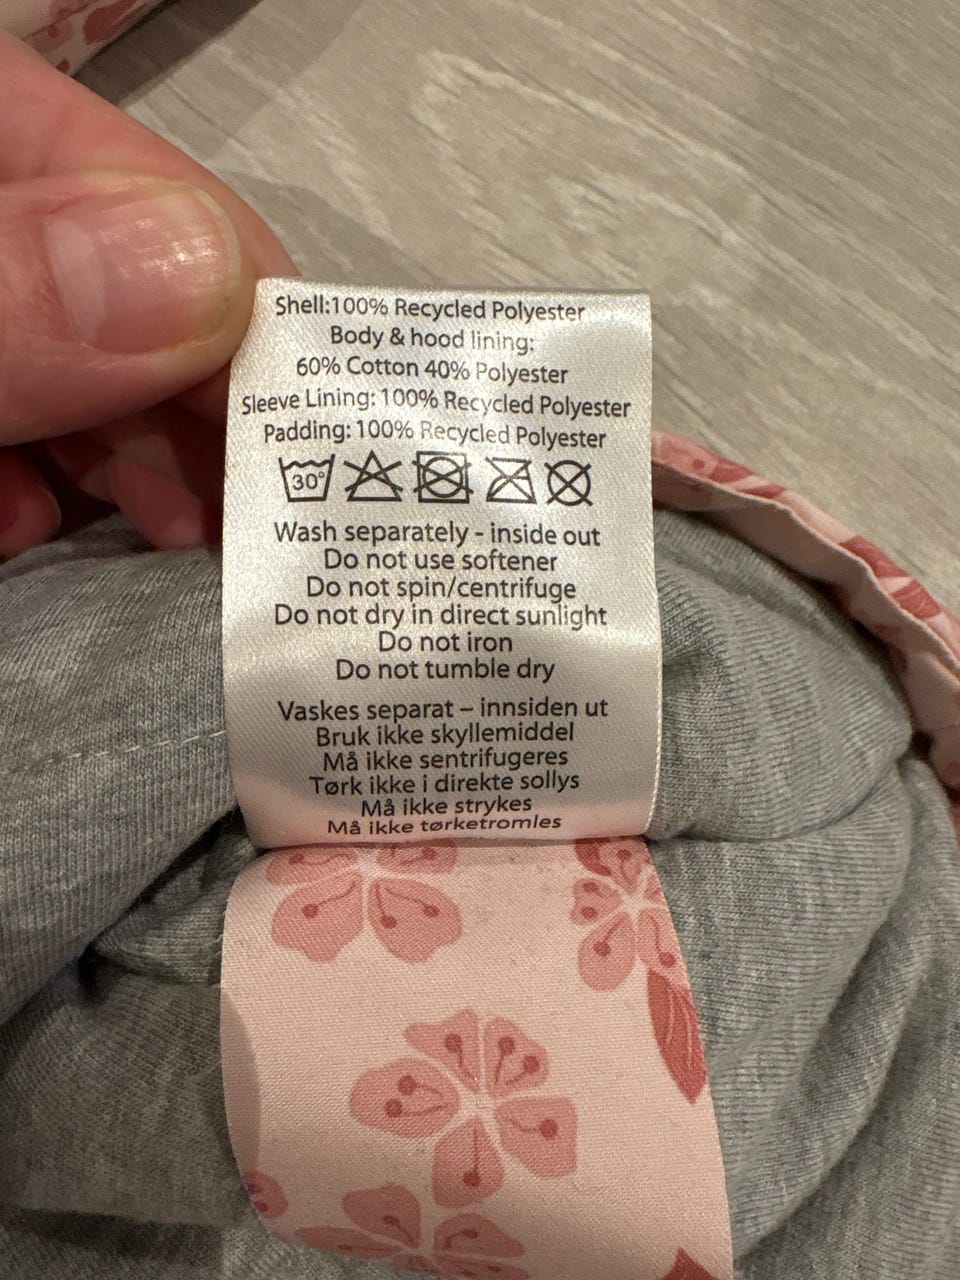 Shell:100% Recycled Polyester
Body & hood lining:
60% Cotton 40% Polyester
Sleeve Lining: 100% Recycled Polyester
Padding: 100% Recycled Polyester
30°
Wash separately - inside out
Do not use softener
Do not spin/centrifuge
Do not dry in direct sunlight
Do not iron
Do not tumble dry
Vaskes separat – innsiden ut
Bruk ikke skyllemiddel
Må ikke sentrifugeres
Tørk ikke i direkte sollys
Må ikke strykes
Må ikke tørketromles